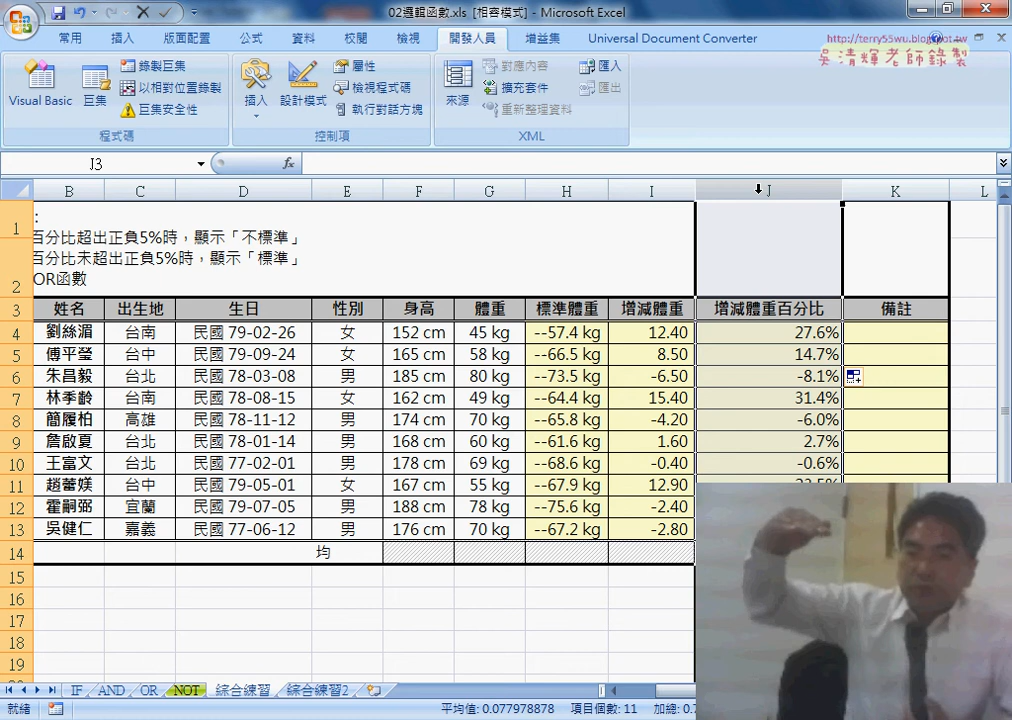 02邏輯函數.xls [相容模式] - Microsoft Excel
常用 插入 版面配置 公式 資料 校閱 檢視 開發人員 增益集 Universal Document Converter
http://terry55wu.blogspot.tw
吳清輝老師錄製
Visual Basic 巨集 錄製巨集 以相對位置錄製 巨集安全性
程式碼
插入 設計模式 屬性 檢視程式碼 執行對話方塊
控制項
來源 對應內容 擴充套件 重新整理資料 匯入 匯出
XML
J3 fx
B C D E F G H I J K L
1 :
百分比超出正負5%時，顯示「不標準」
百分比未超出正負5%時，顯示「標準」
2 OR函數
3 姓名 出生地 生日 性別 身高 體重 標準體重 增減體重 增減體重百分比 備註
4 劉絲湄 台南 民國 79-02-26 女 152 cm 45 kg --57.4 kg 12.40 27.6%
5 傅平瑩 台中 民國 79-09-24 女 165 cm 58 kg --66.5 kg 8.50 14.7%
6 朱昌毅 台北 民國 78-03-08 男 185 cm 80 kg --73.5 kg -6.50 -8.1%
7 林季齡 台南 民國 78-08-15 女 162 cm 49 kg --64.4 kg 15.40 31.4%
8 簡履柏 高雄 民國 78-11-12 男 174 cm 70 kg --65.8 kg -4.20 -6.0%
9 詹啟夏 台北 民國 78-01-14 男 168 cm 60 kg --61.6 kg 1.60 2.7%
10 王富文 台北 民國 77-02-01 男 178 cm 69 kg --68.6 kg -0.40 -0.6%
11 趙蕾媄 台中 民國 79-05-01 女 167 cm 55 kg --67.9 kg 12.90
12 霍嗣弼 宜蘭 民國 79-07-05 男 188 cm 78 kg --75.6 kg -2.40
13 吳健仁 嘉義 民國 77-06-12 男 176 cm 70 kg --67.2 kg -2.80
14 均
15
16
17
18
19
IF AND OR NOT 綜合練習 綜合練習2
就緒 平均值: 0.077978878 項目個數: 11 加總: 0.7